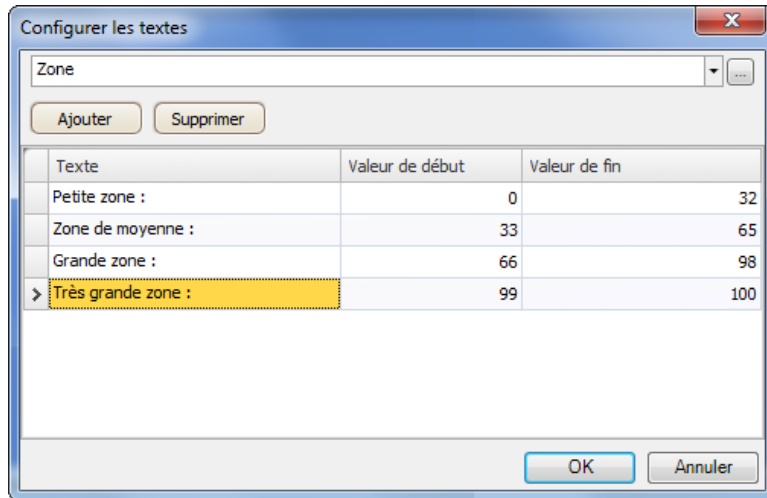 Configurer les textes
Zone
...
Ajouter Supprimer
Texte Valeur de début Valeur de fin
Petite zone : 0 32
Zone de moyenne : 33 65
Grande zone : 66 98
Très grande zone : 99 100
OK Annuler